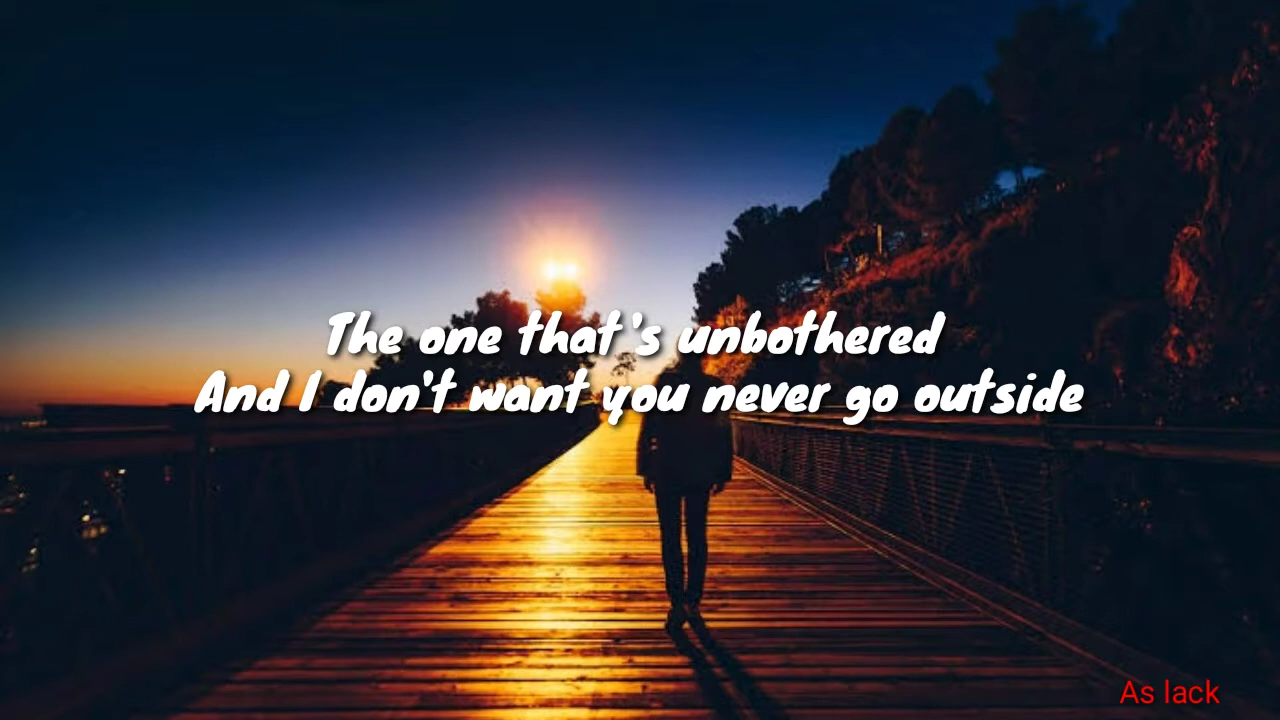 The one that's unbothered
And I don't want you never go outside
As lack